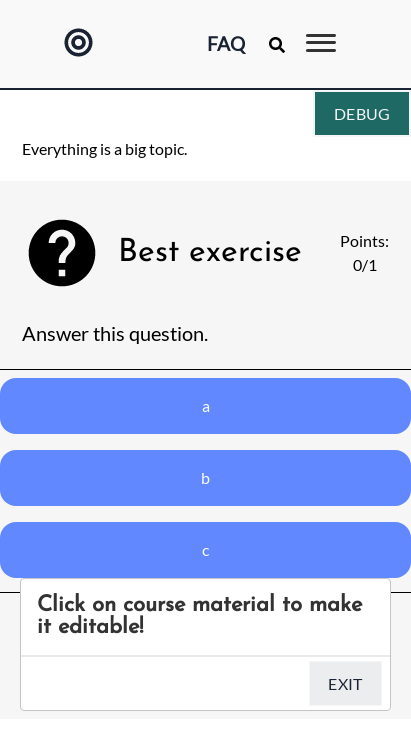 FAQ
DEBUG
Everything is a big topic.
Best exercise
Points:
0/1
Answer this question.
a
b
c
Click on course material to make
it editable!
EXIT